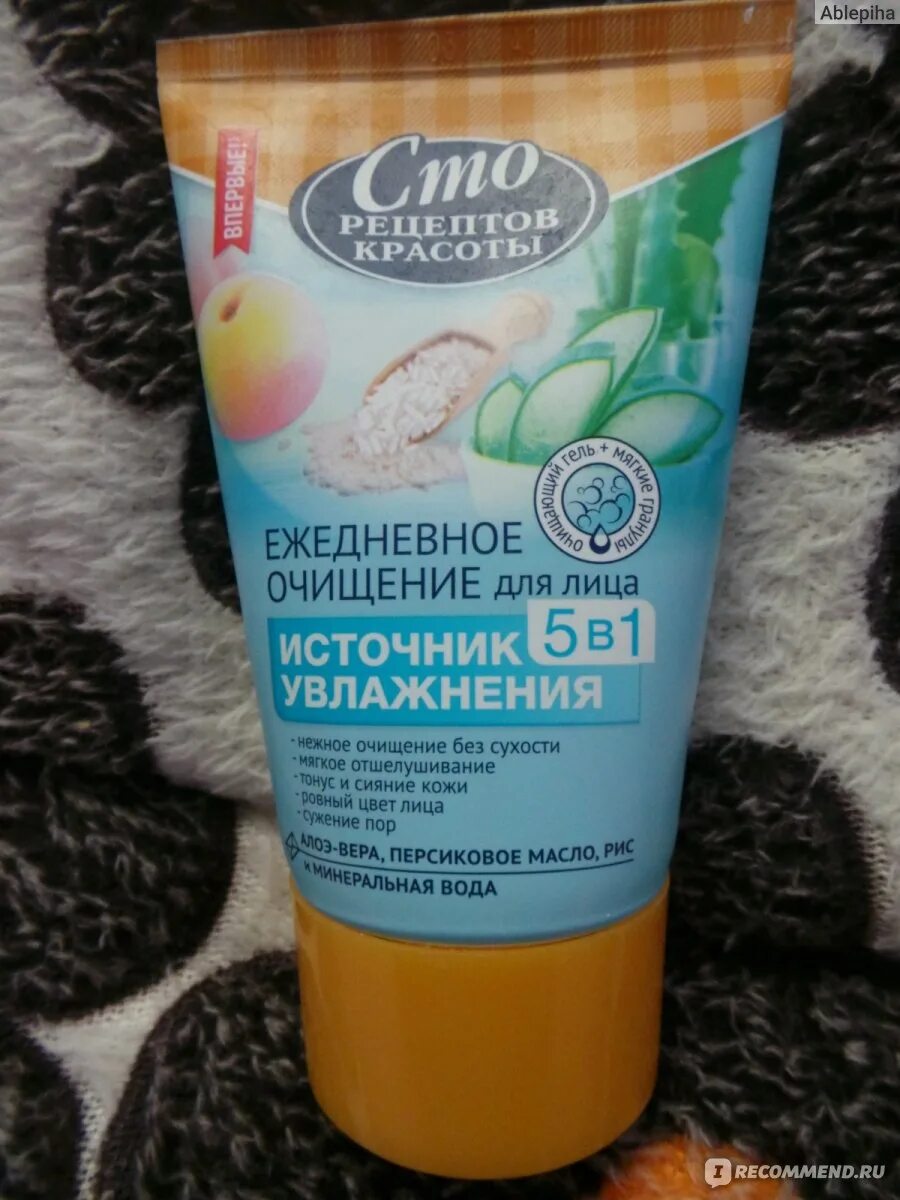 Ablepiha
ВПЕРВЫЕ!
Сто
РЕЦЕПТОВ
КРАСОТЫ
очищающий гель + мягкие гранулы
ЕЖЕДНЕВНОЕ
ОЧИЩЕНИЕ для лица
ИСТОЧНИК 5в1
УВЛАЖНЕНИЯ
-нежное очищение без сухости
-мягкое отшелушивание
-тонус и сияние кожи
-ровный цвет лица
-сужение пор
АЛОЭ-ВЕРА, ПЕРСИКОВОЕ МАСЛО, РИС
и МИНЕРАЛЬНАЯ ВОДА
I RECOMMEND.RU